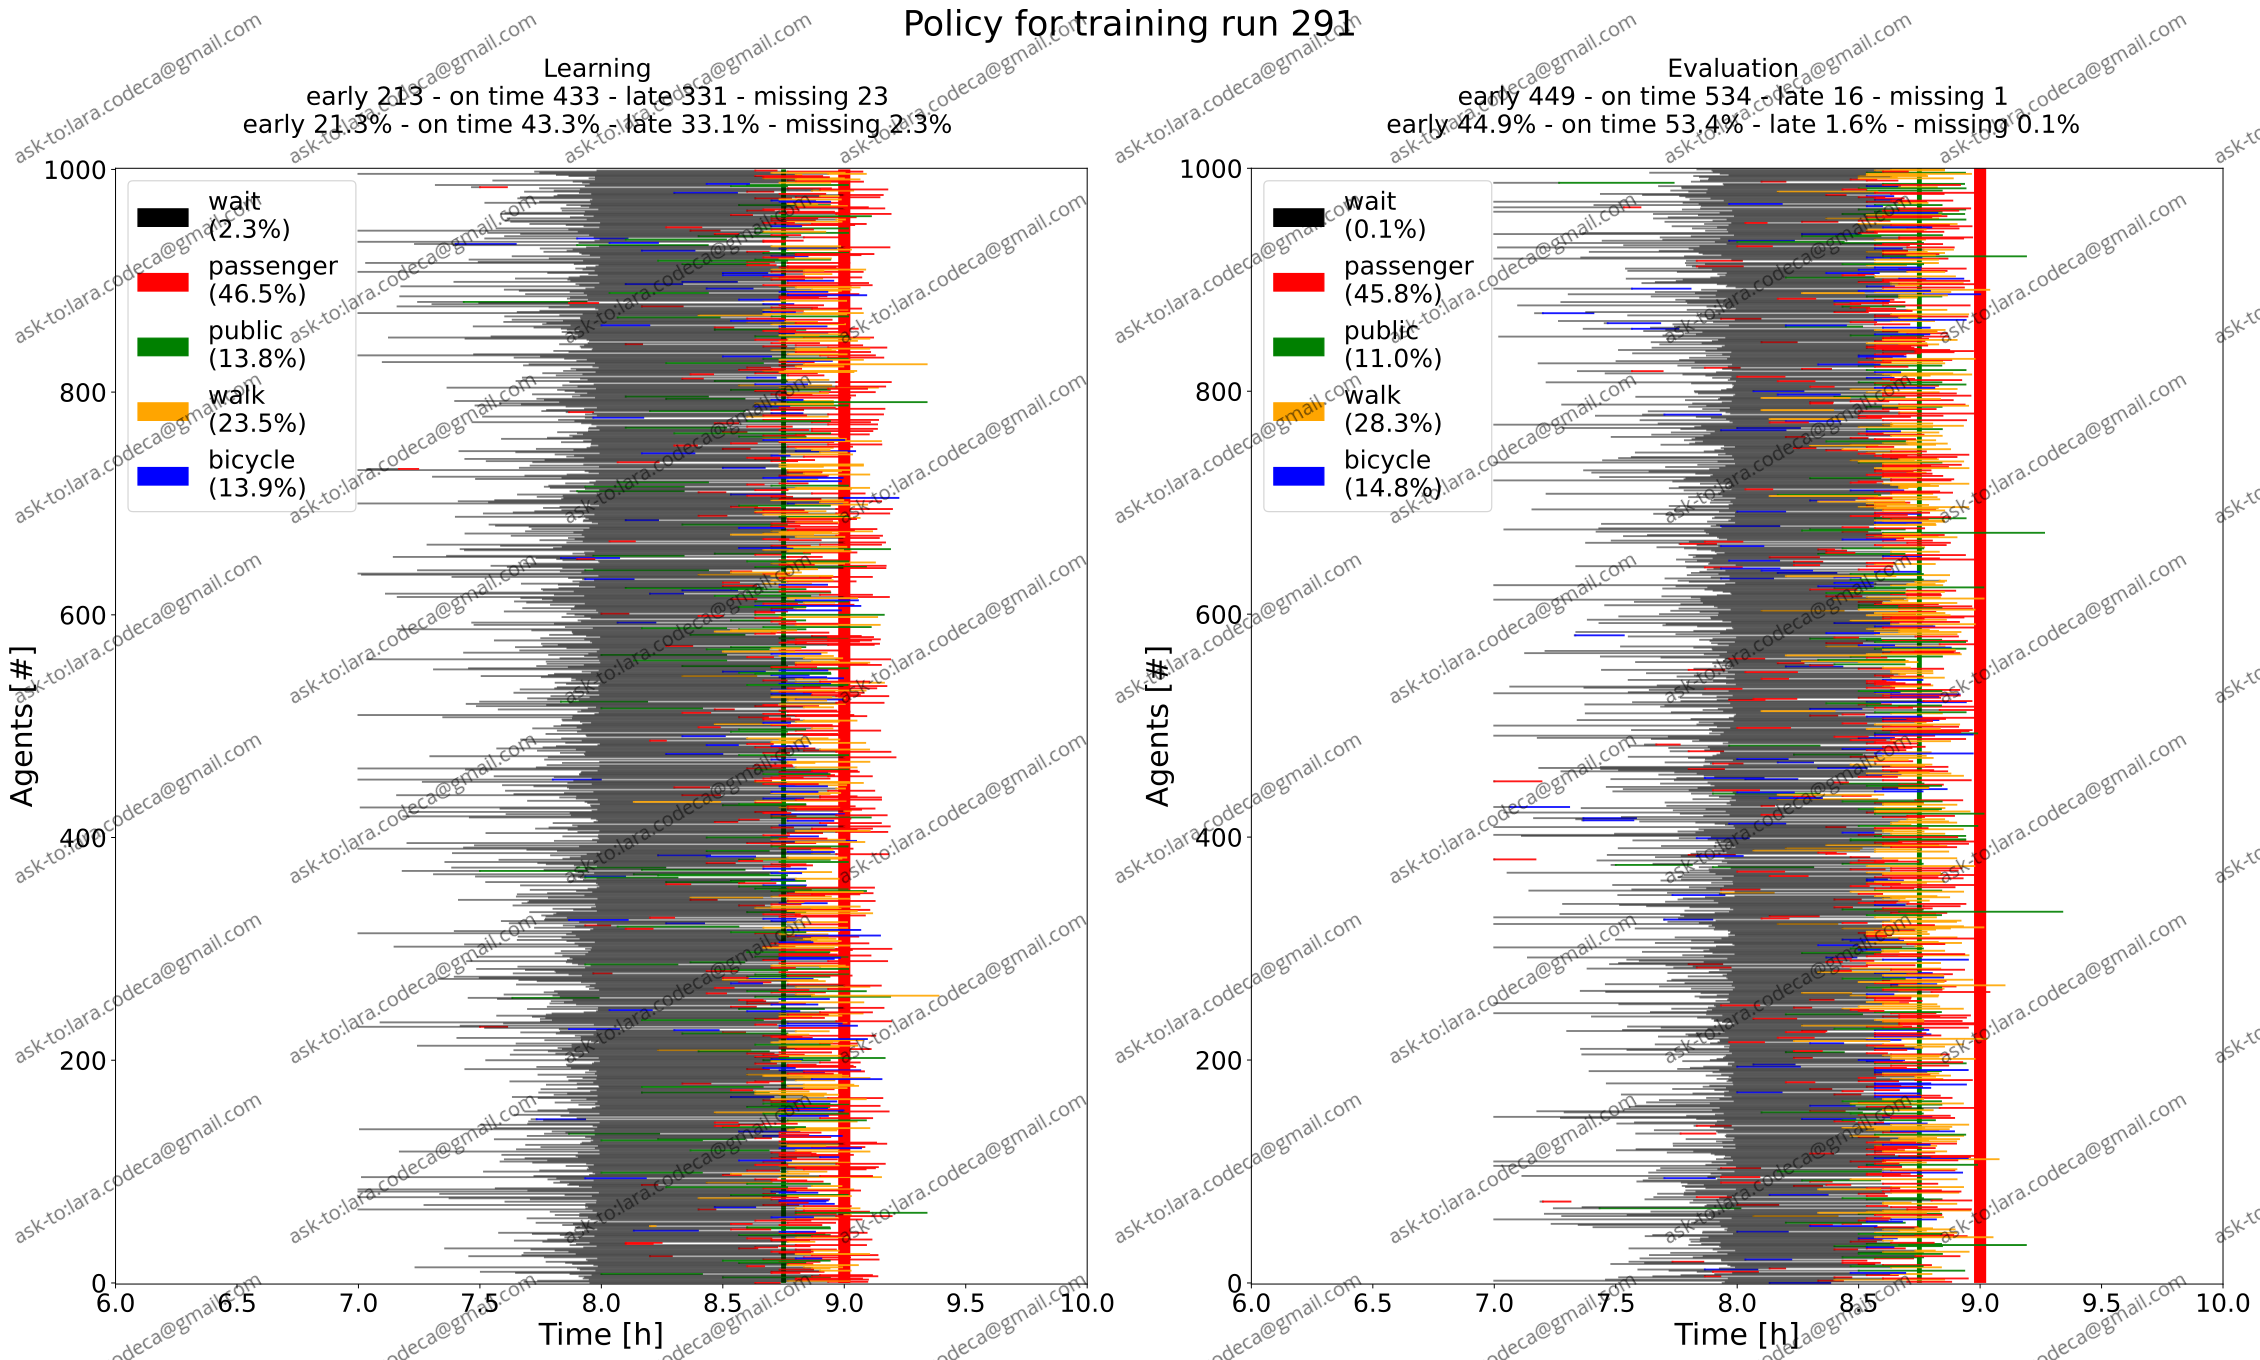 Policy for training run 291
Learning
early 213 - on time 433 - late 331 - missing 23
early 21.3% - on time 43.3% - late 33.1% - missing 2.3%
1000
800
600
400
200
0
Agents [#]
wait
(2.3%)
passenger
(46.5%)
public
(13.8%)
walk
(23.5%)
bicycle
(13.9%)
6.0 6.5 7.0 7.5 8.0 8.5 9.0 9.5 10.0
Time [h]
Evaluation
early 449 - on time 534 - late 16 - missing 1
early 44.9% - on time 53.4% - late 1.6% - missing 0.1%
1000
800
600
400
200
0
Agents [#]
wait
(0.1%)
passenger
(45.8%)
public
(11.0%)
walk
(28.3%)
bicycle
(14.8%)
6.0 6.5 7.0 7.5 8.0 8.5 9.0 9.5 10.0
Time [h]
ask-to:lara.codeca@gmail.com